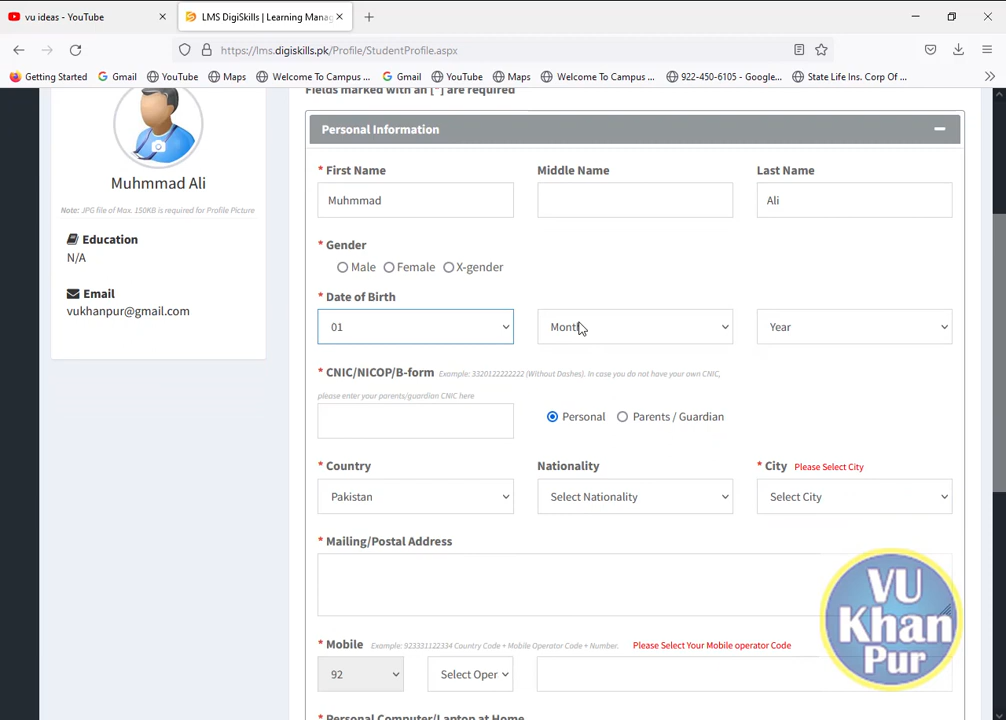 vu ideas - YouTube
LMS DigiSkills | Learning Manag
https://lms.digiskills.pk/Profile/StudentProfile.aspx
Getting Started
Gmail
YouTube
Maps
Welcome To Campus ...
Gmail
YouTube
Maps
Welcome To Campus ...
922-450-6105 - Google...
State Life Ins. Corp Of ...
Fields marked with an [*] are required
Muhmmad Ali
Note: JPG file of Max. 150KB is required for Profile Picture
Education
N/A
Email
vukhanpur@gmail.com
Personal Information
* First Name
Middle Name
Last Name
Muhmmad
Ali
* Gender
Male
Female
X-gender
* Date of Birth
01
Month
Year
* CNIC/NICOP/B-form Example: 3320122222222 (Without Dashes). In case you do not have your own CNIC,
please enter your parents/guardian CNIC here
Personal
Parents / Guardian
* Country
Nationality
* City Please Select City
Pakistan
Select Nationality
Select City
* Mailing/Postal Address
* Mobile Example: 923331122334 Country Code + Mobile Operator Code + Number. Please Select Your Mobile operator Code
92
Select Oper
* Personal Computer/Laptop at Home
VU
Khan
Pur